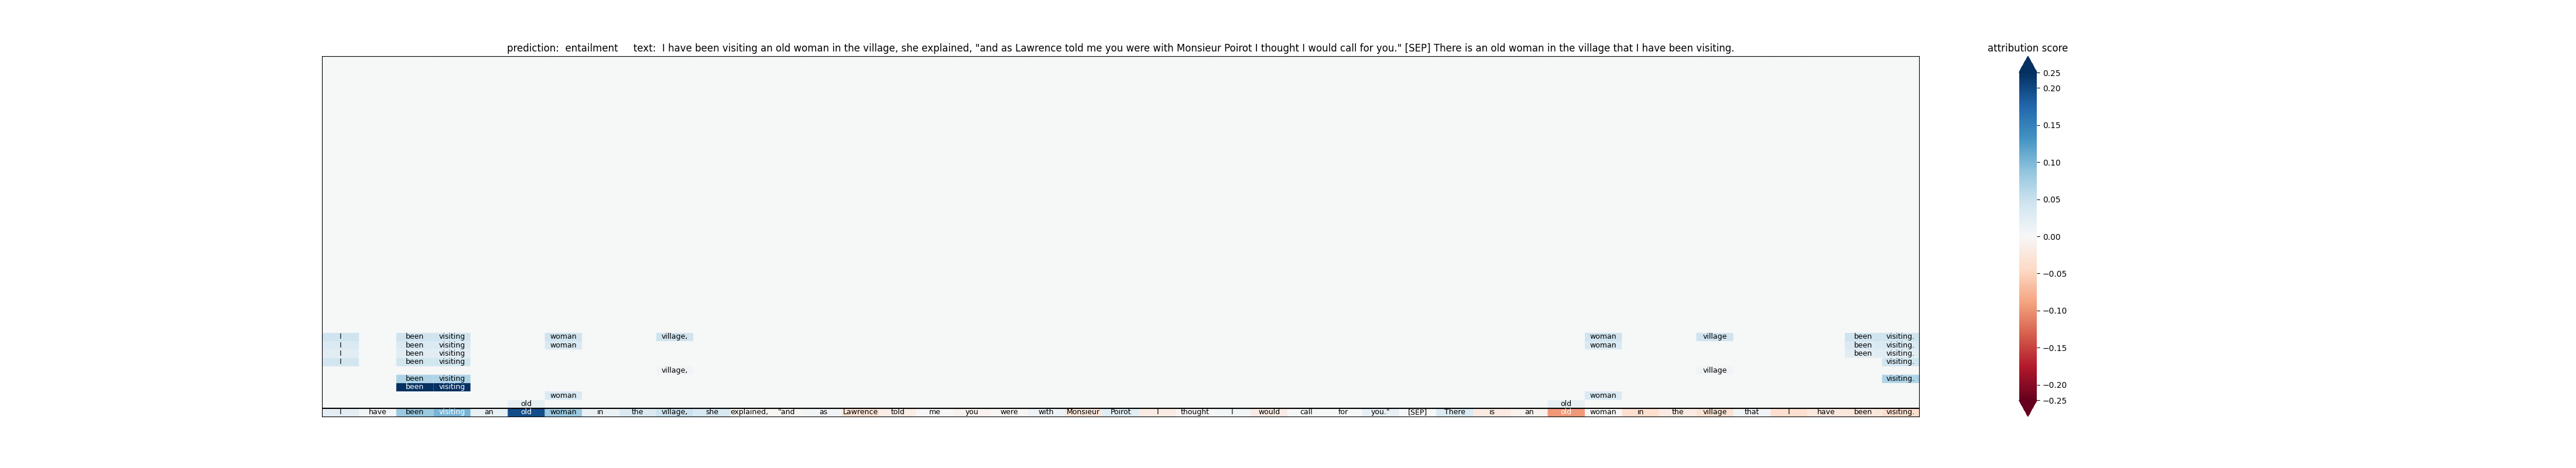 prediction:  entailment     text:  I have been visiting an old woman in the village, she explained, "and as Lawrence told me you were with Monsieur Poirot I thought I would call for you." [SEP] There is an old woman in the village that I have been visiting.
attribution score
0.25
0.20
0.15
0.10
0.05
0.00
−0.05
−0.10
−0.15
−0.20
−0.25
I been visiting woman village, woman village been visiting.
I been visiting woman woman been visiting.
I been visiting been visiting.
I been visiting visiting.
village, village
been visiting visiting.
been visiting
woman woman
old old
I have been visiting an old woman in the village, she explained, "and as Lawrence told me you were with Monsieur Poirot I thought I would call for you." [SEP] There is an old woman in the village that I have been visiting.